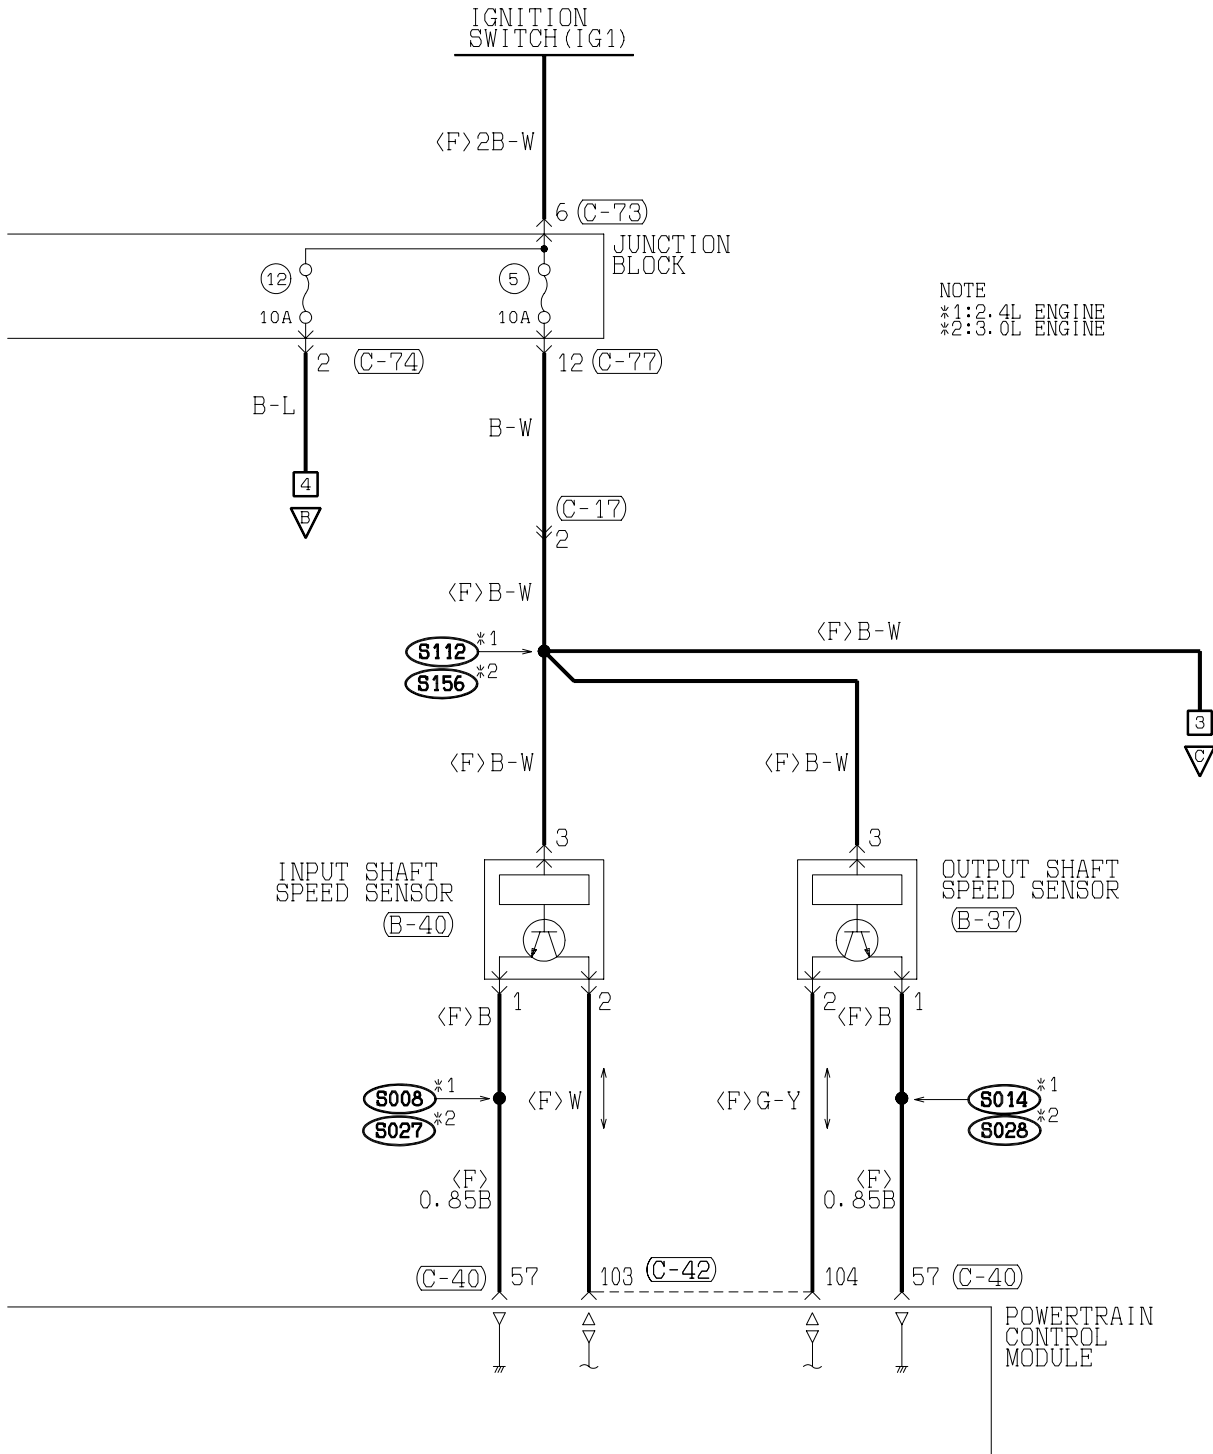 IGNITION
SWITCH(IG1)
〈F〉2B-W
6 (C-73)
JUNCTION
BLOCK
12
5
10A
10A
NOTE
*1:2.4L ENGINE
*2:3.0L ENGINE
2 (C-74)
12 (C-77)
B-L
B-W
4
B
(C-17)
2
〈F〉B-W
〈F〉B-W
S112 *1
S156 *2
3
C
〈F〉B-W
〈F〉B-W
3
3
INPUT SHAFT
SPEED SENSOR
(B-40)
OUTPUT SHAFT
SPEED SENSOR
(B-37)
1
2
2
1
〈F〉B
〈F〉B
S008 *1
S027 *2
〈F〉W
〈F〉G-Y
S014 *1
S028 *2
〈F〉
0.85B
〈F〉
0.85B
(C-40) 57
103 (C-42)
104
57 (C-40)
POWERTRAIN
CONTROL
MODULE